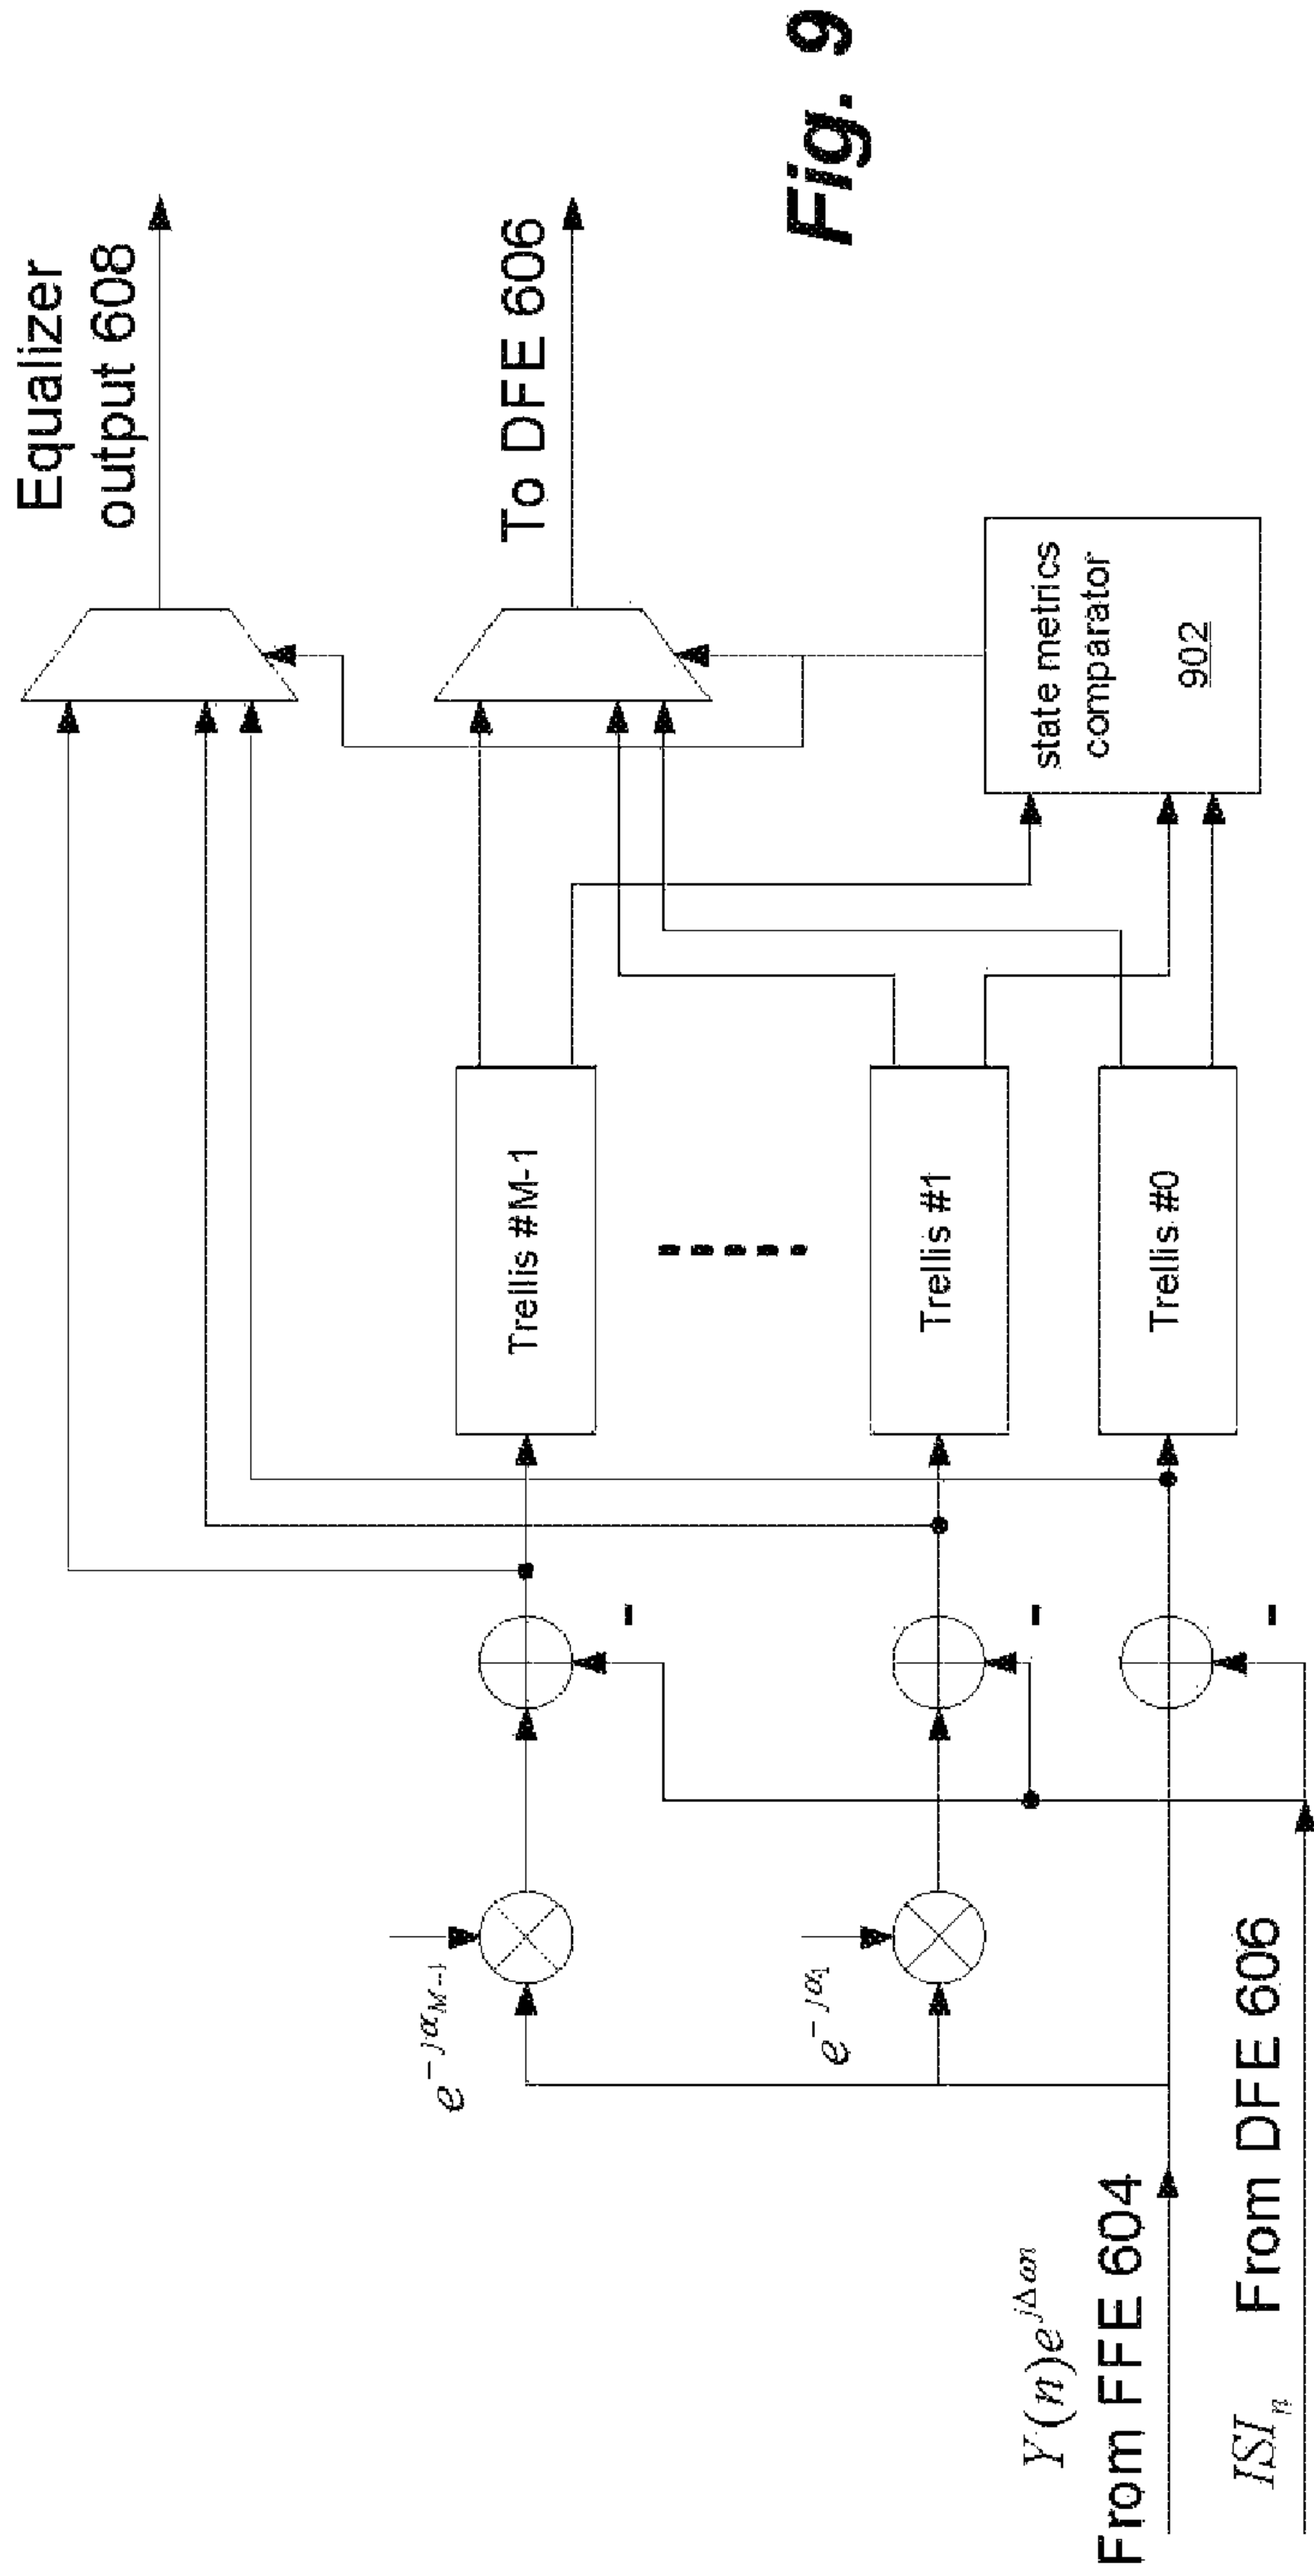 Equalizer
output 608
To DFE 606
Fig. 9
state metrics
comparator
902
Trellis #M-1
Trellis #1
Trellis #0
-
-
-
e^{-jα_{M-1}}
e^{-jα_1}
Y(n)e^{jΔωn}
From FFE 604
ISI_n From DFE 606